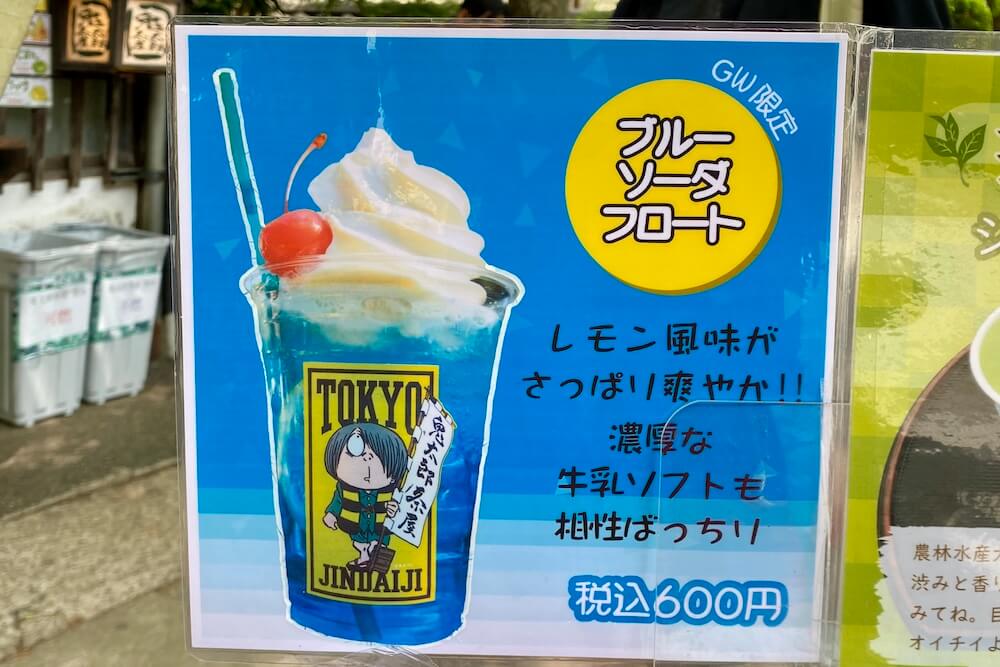 GW限定
ブルー
ソーダ
フロート
レモン風味が
さっぱり爽やか!!
濃厚な
牛乳ソフトも
相性ばっちり
税込600円
TOKYO
鬼太郎茶屋
JINDAIJI
農林水産大
渋みと香り
みてね。目
オイチイよ